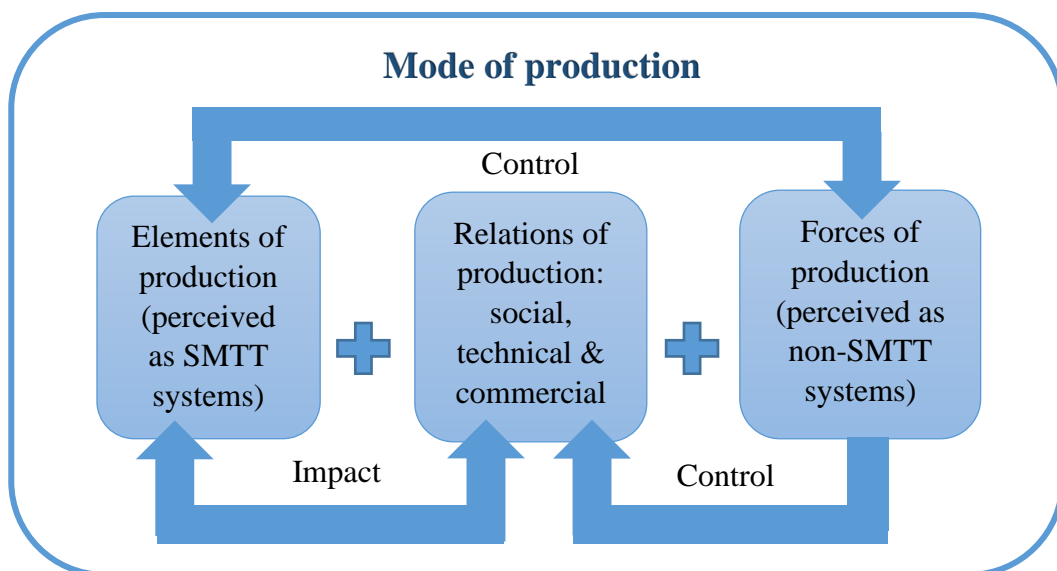 Mode of production
Control
Elements of
production
(perceived
as SMTT
systems)
Relations of
production:
social,
technical &
commercial
Forces of
production
(perceived as
non-SMTT
systems)
Impact
Control